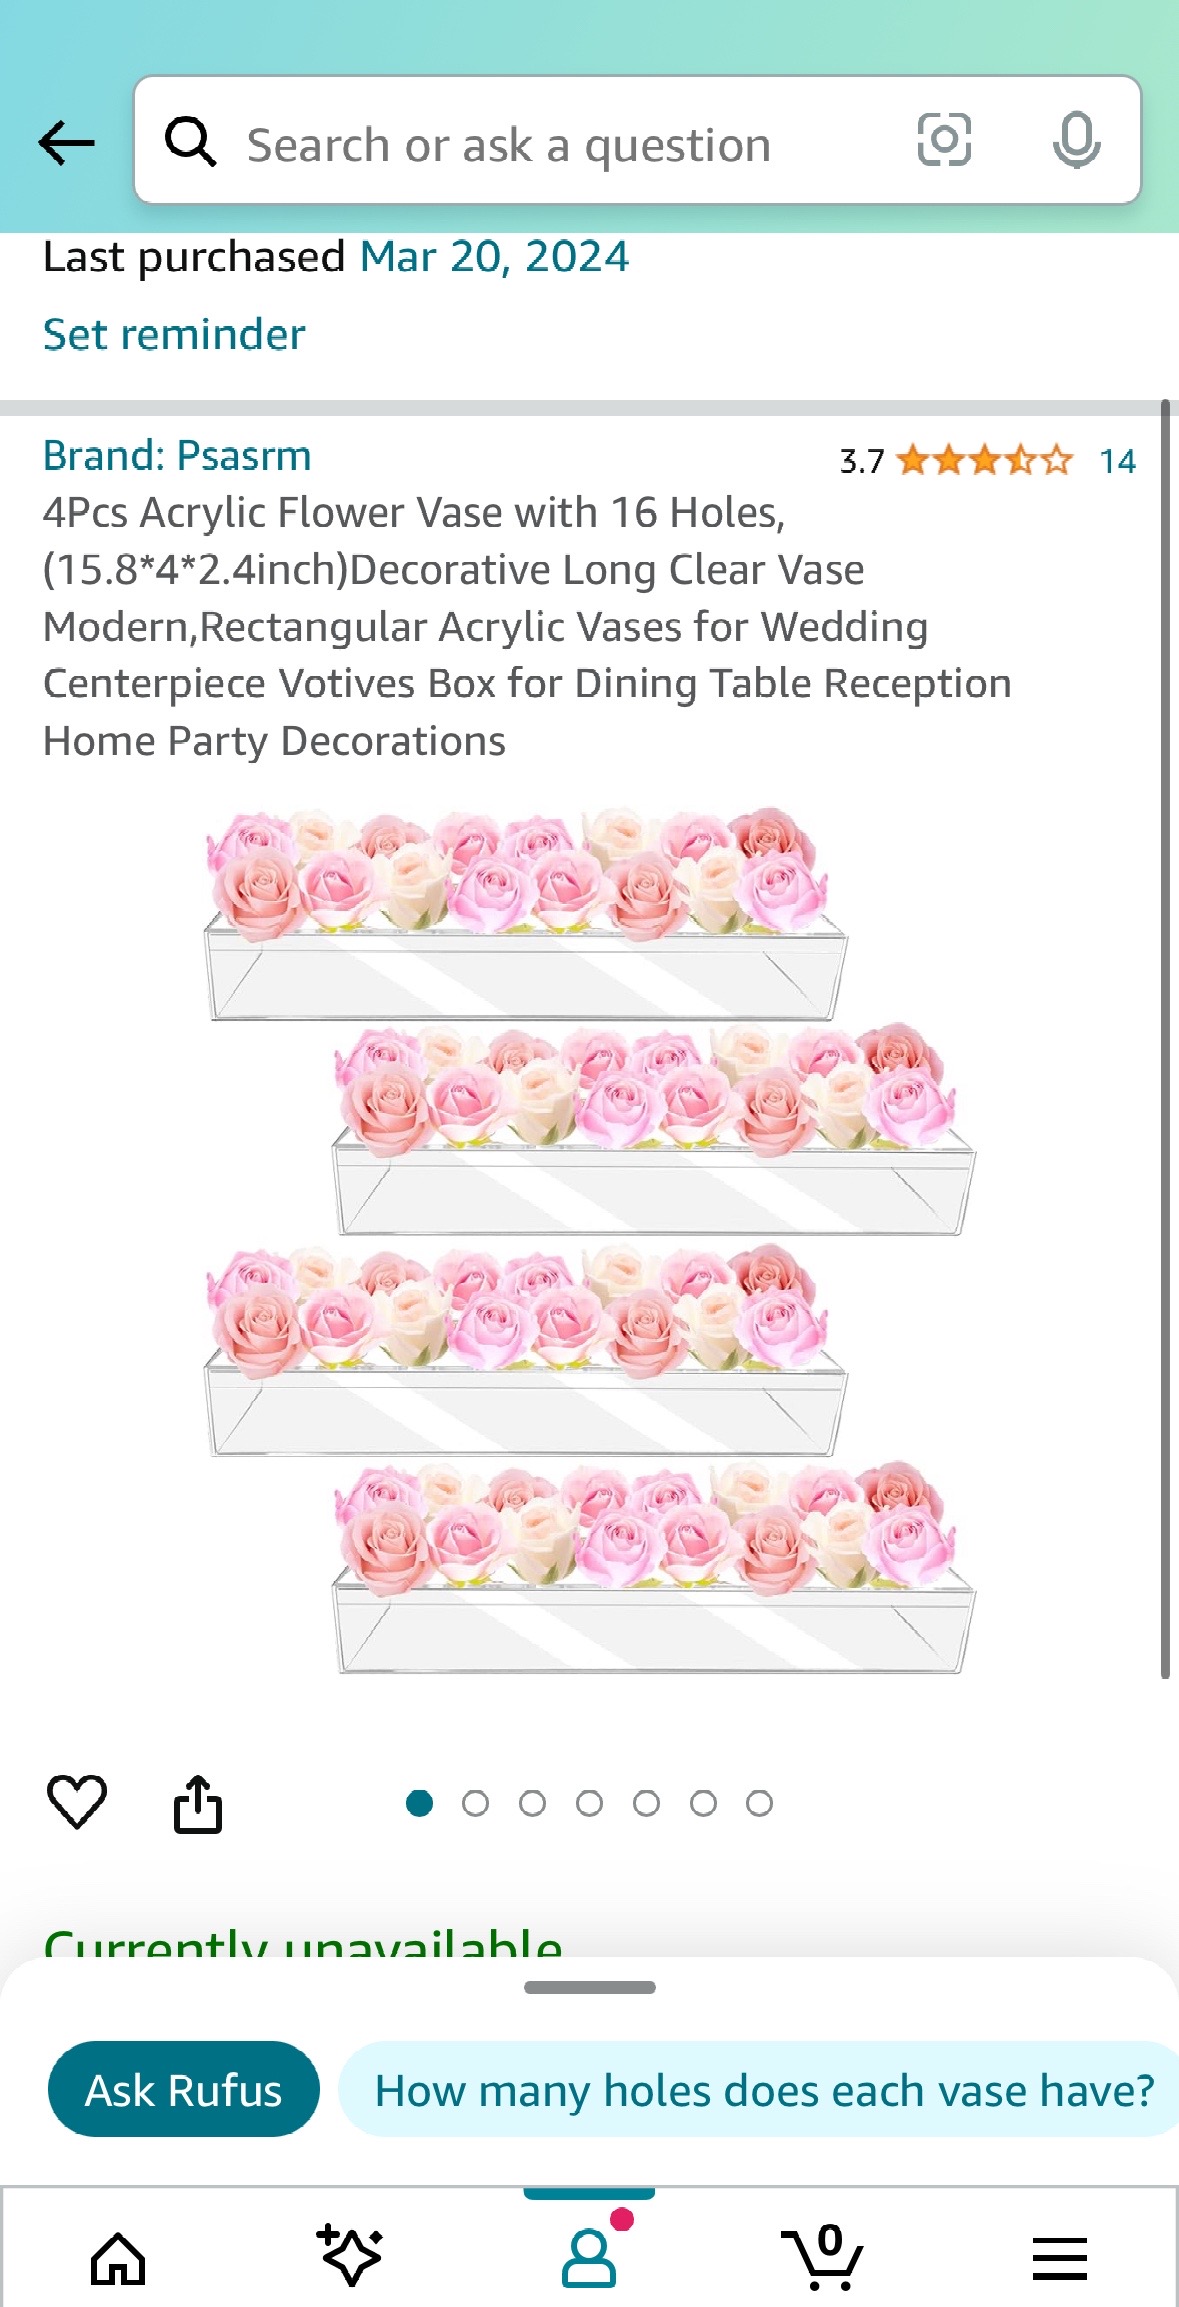 Search or ask a question
Last purchased Mar 20, 2024
Set reminder
Brand: Psasrm
3.7 14
4Pcs Acrylic Flower Vase with 16 Holes,
(15.8*4*2.4inch)Decorative Long Clear Vase
Modern,Rectangular Acrylic Vases for Wedding
Centerpiece Votives Box for Dining Table Reception
Home Party Decorations
Currently unavailable
Ask Rufus
How many holes does each vase have?
0